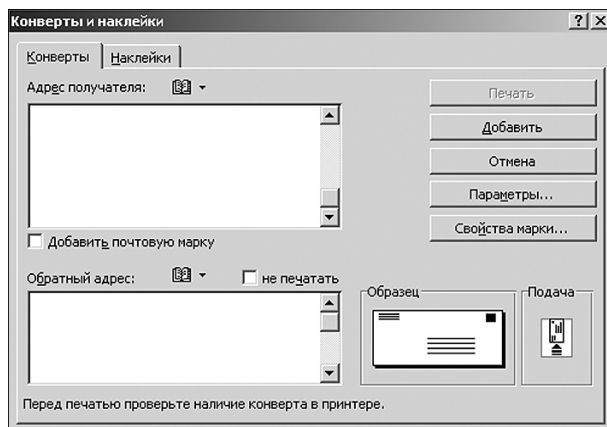 Конверты и наклейки
Конверты Наклейки
Адрес получателя:
Печать
Добавить
Отмена
Параметры...
Свойства марки...
Добавить почтовую марку
Обратный адрес: не печатать
Образец
Подача
Перед печатью проверьте наличие конверта в принтере.